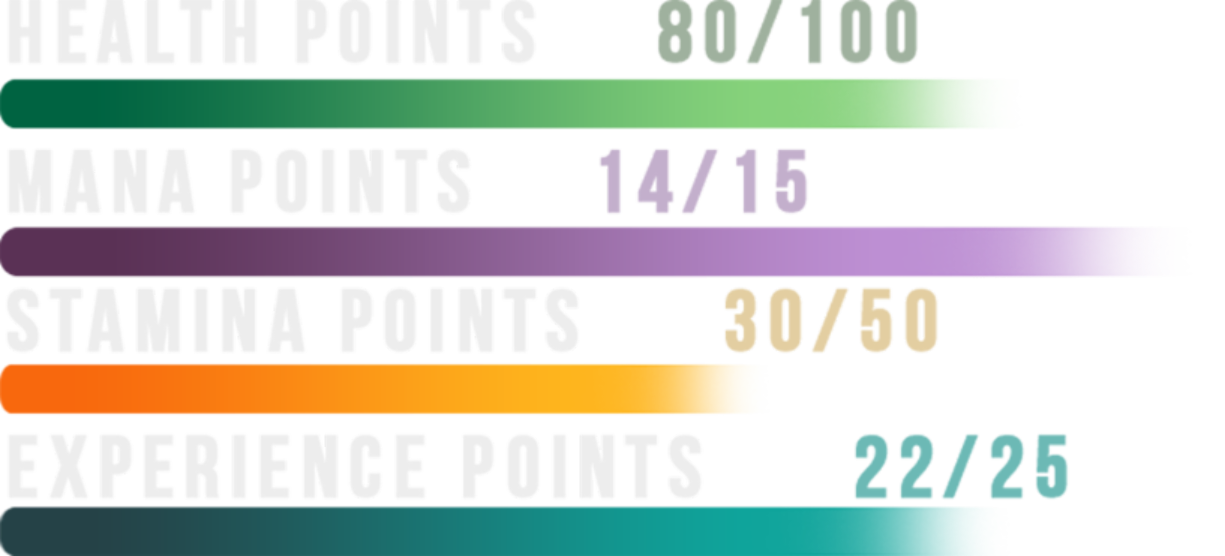 HEALTH POINTS 80/100
MANA POINTS 14/15
STAMINA POINTS 30/50
EXPERIENCE POINTS 22/25